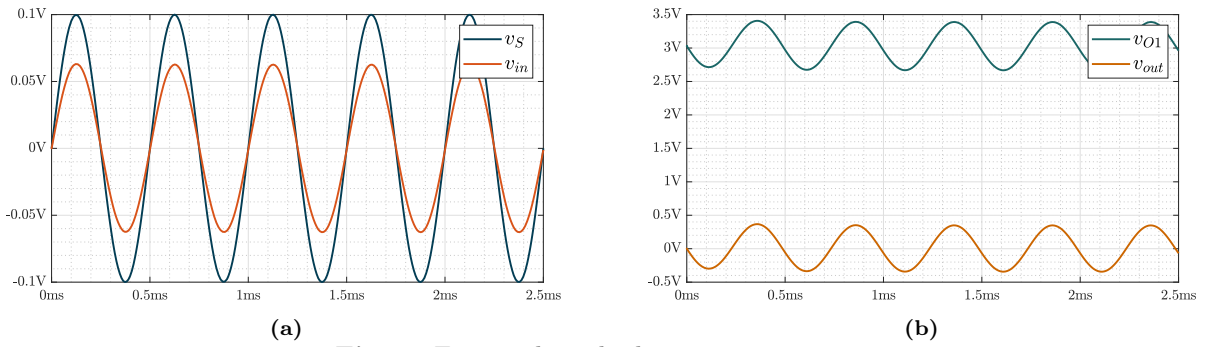 0.1V
0.05V
0V
-0.05V
-0.1V
0ms 0.5ms 1ms 1.5ms 2ms 2.5ms
v_S
v_in
(a)
3.5V
3V
2.5V
2V
1.5V
1V
0.5V
0V
-0.5V
0ms 0.5ms 1ms 1.5ms 2ms 2.5ms
v_O1
v_out
(b)